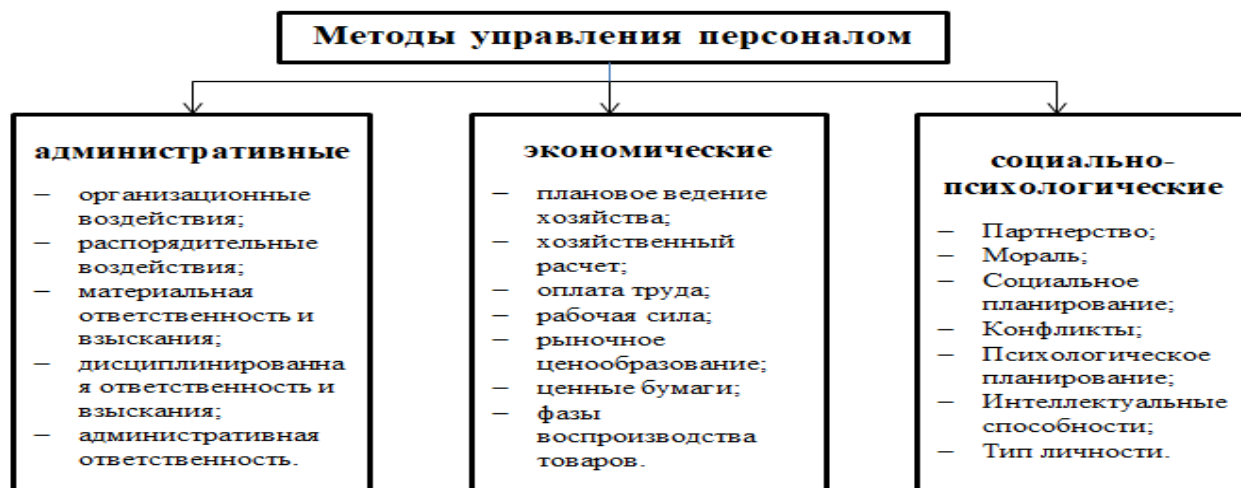 Методы управления персоналом
административные
– организационные
воздействия;
– распорядительные
воздействия;
– материальная
ответственность и
взыскания;
– дисциплинированна
я ответственность и
взыскания;
– административная
ответственность.
экономические
– плановое ведение
хозяйства;
– хозяйственный
расчет;
– оплата труда;
– рабочая сила;
– рыночное
ценообразование;
– ценные бумаги;
– фазы
воспроизводства
товаров.
социально-
психологические
– Партнерство;
– Мораль;
– Социальное
планирование;
– Конфликты;
– Психологическое
планирование;
– Интеллектуальные
способности;
– Тип личности.